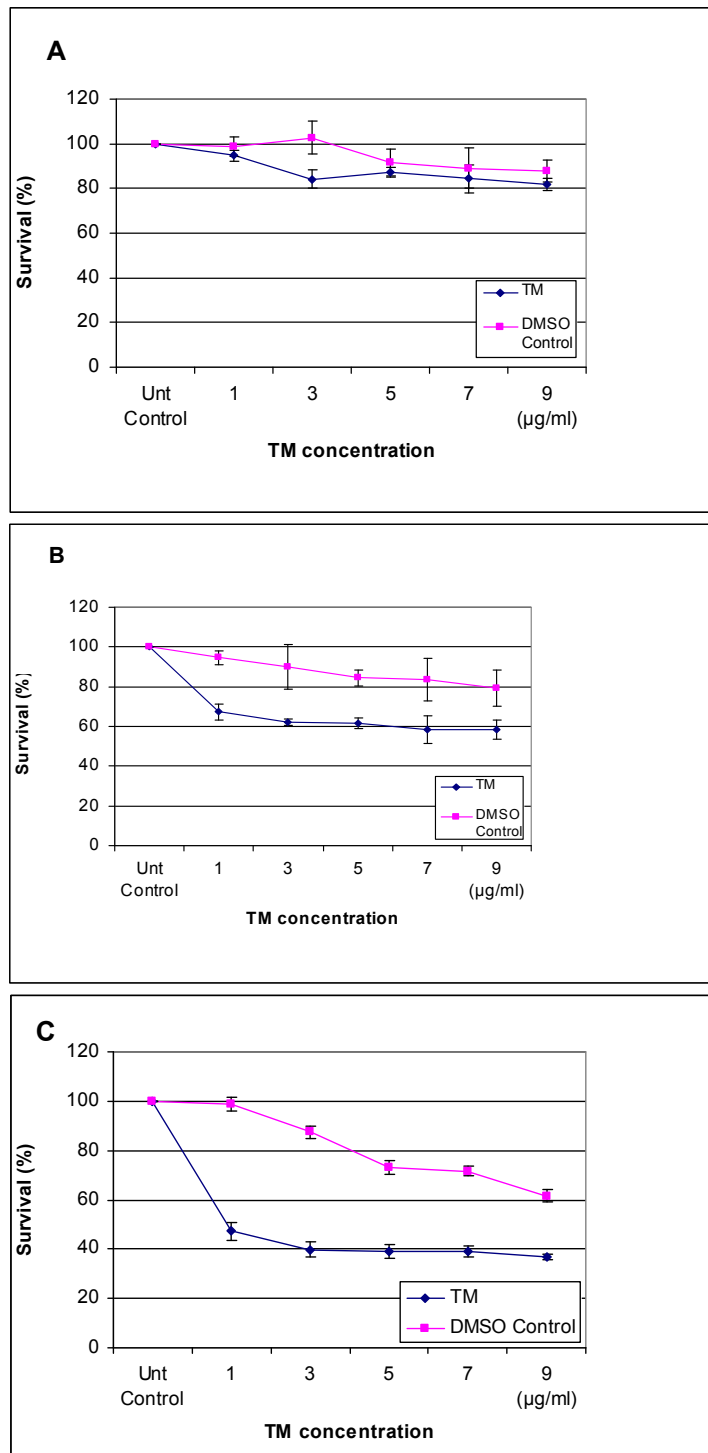 A
120
100
80
60
40
20
0
Survival (%)
TM
DMSO
Control
Unt
Control
1
3
5
7
9
(µg/ml)
TM concentration
B
120
100
80
60
40
20
0
Survival (%)
TM
DMSO
Control
Unt
Control
1
3
5
7
9
(µg/ml)
TM concentration
C
120
100
80
60
40
20
0
Survival (%)
TM
DMSO Control
Unt
Control
1
3
5
7
9
(µg/ml)
TM concentration